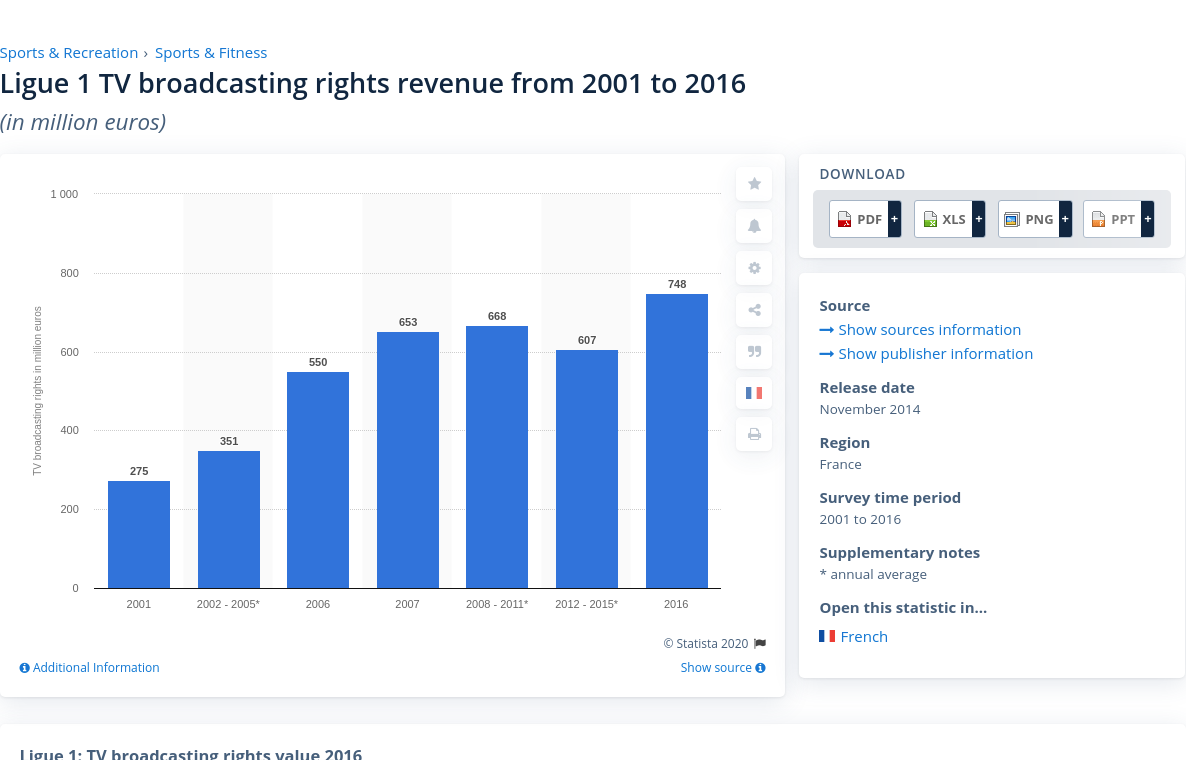 Sports & Recreation › Sports & Fitness
Ligue 1 TV broadcasting rights revenue from 2001 to 2016
(in million euros)
TV broadcasting rights in million euros
1 000
800
600
400
200
0
275
351
550
653
668
607
748
2001
2002 - 2005*
2006
2007
2008 - 2011*
2012 - 2015*
2016
© Statista 2020
Additional Information
Show source
DOWNLOAD
PDF +
XLS +
PNG +
PPT +
Source
Show sources information
Show publisher information
Release date
November 2014
Region
France
Survey time period
2001 to 2016
Supplementary notes
* annual average
Open this statistic in...
French
Ligue 1: TV broadcasting rights value 2016